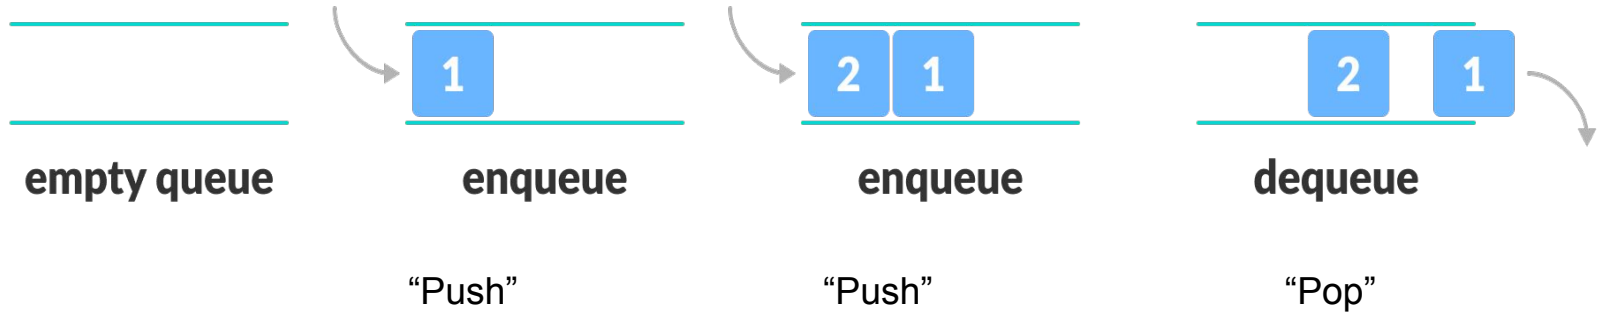 1
2 1
2 1
empty queue
enqueue
enqueue
dequeue
“Push”
“Push”
“Pop”